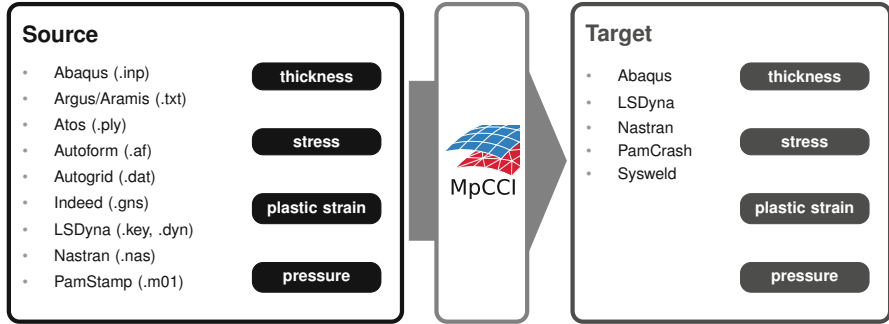 Source
• Abaqus (.inp)
• Argus/Aramis (.txt)
• Atos (.ply)
• Autoform (.af)
• Autogrid (.dat)
• Indeed (.gns)
• LSDyna (.key, .dyn)
• Nastran (.nas)
• PamStamp (.m01)
thickness
stress
plastic strain
pressure
MpCCI
Target
• Abaqus
• LSDyna
• Nastran
• PamCrash
• Sysweld
thickness
stress
plastic strain
pressure